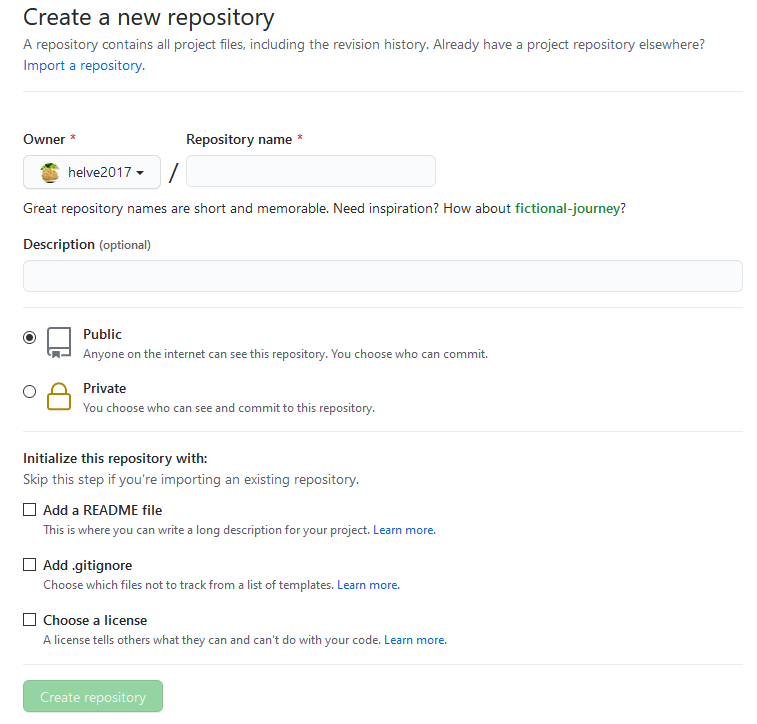 Create a new repository
A repository contains all project files, including the revision history. Already have a project repository elsewhere?
Import a repository.
Owner * Repository name *
helve2017 /
Great repository names are short and memorable. Need inspiration? How about fictional-journey?
Description (optional)
Public
Anyone on the internet can see this repository. You choose who can commit.
Private
You choose who can see and commit to this repository.
Initialize this repository with:
Skip this step if you're importing an existing repository.
Add a README file
This is where you can write a long description for your project. Learn more.
Add .gitignore
Choose which files not to track from a list of templates. Learn more.
Choose a license
A license tells others what they can and can't do with your code. Learn more.
Create repository